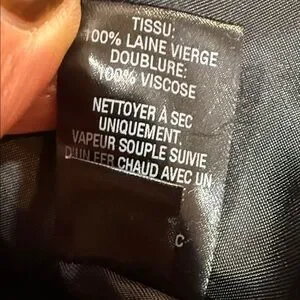 TISSU:
100% LAINE VIERGE
DOUBLURE:
100% VISCOSE
NETTOYER À SEC
UNIQUEMENT,
VAPEUR SOUPLE SUIVIE
D'UN FER CHAUD AVEC UN
C